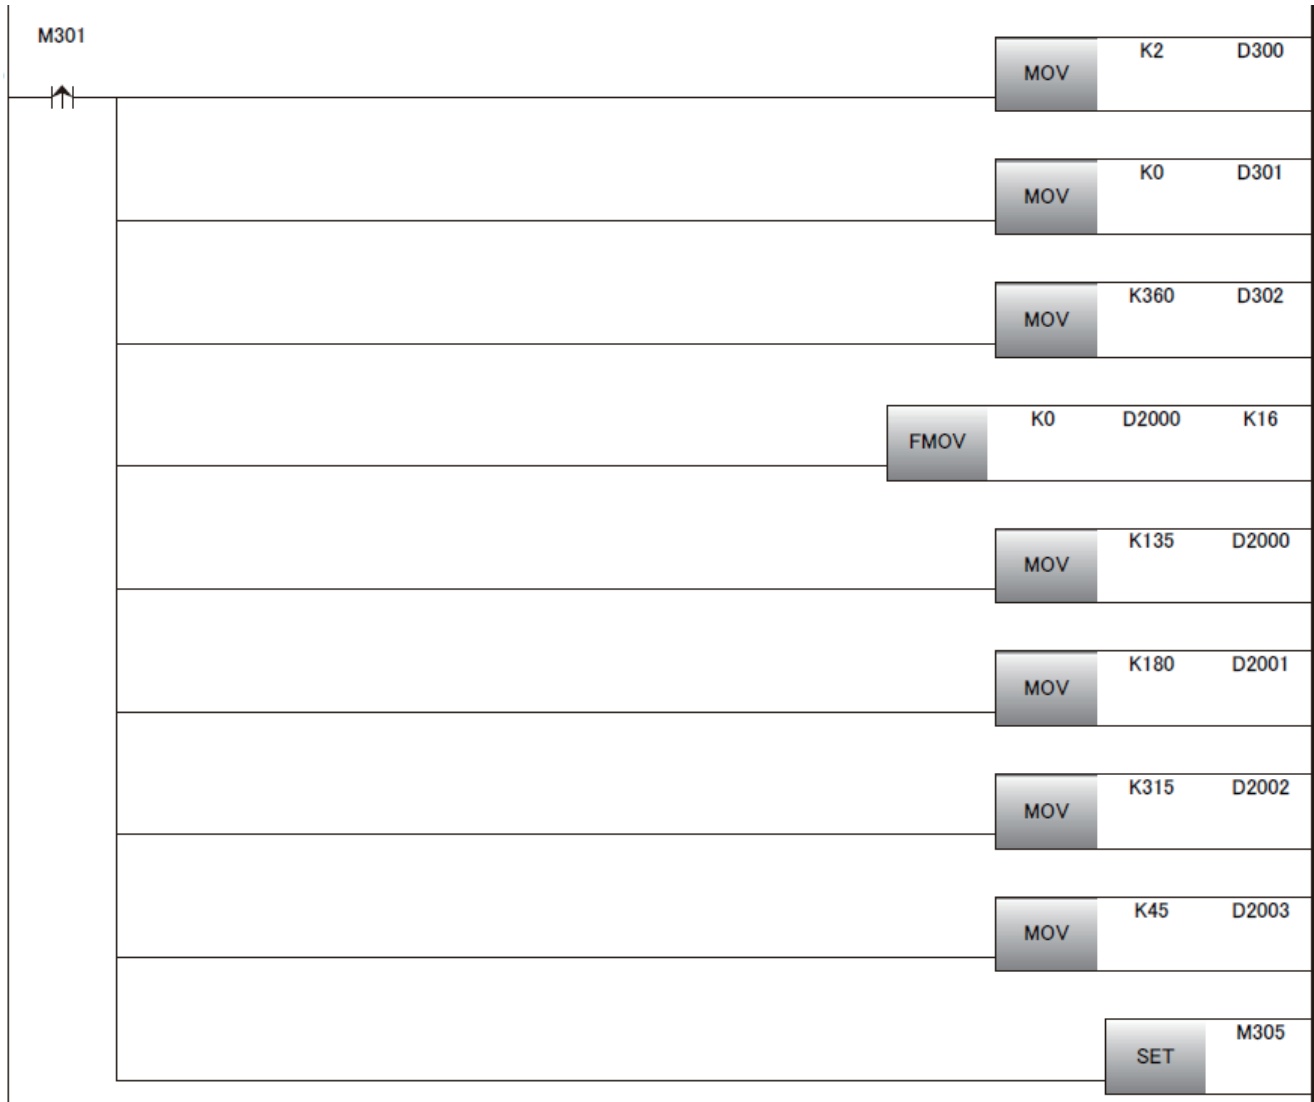 M301
MOV K2 D300
MOV K0 D301
MOV K360 D302
FMOV K0 D2000 K16
MOV K135 D2000
MOV K180 D2001
MOV K315 D2002
MOV K45 D2003
SET M305